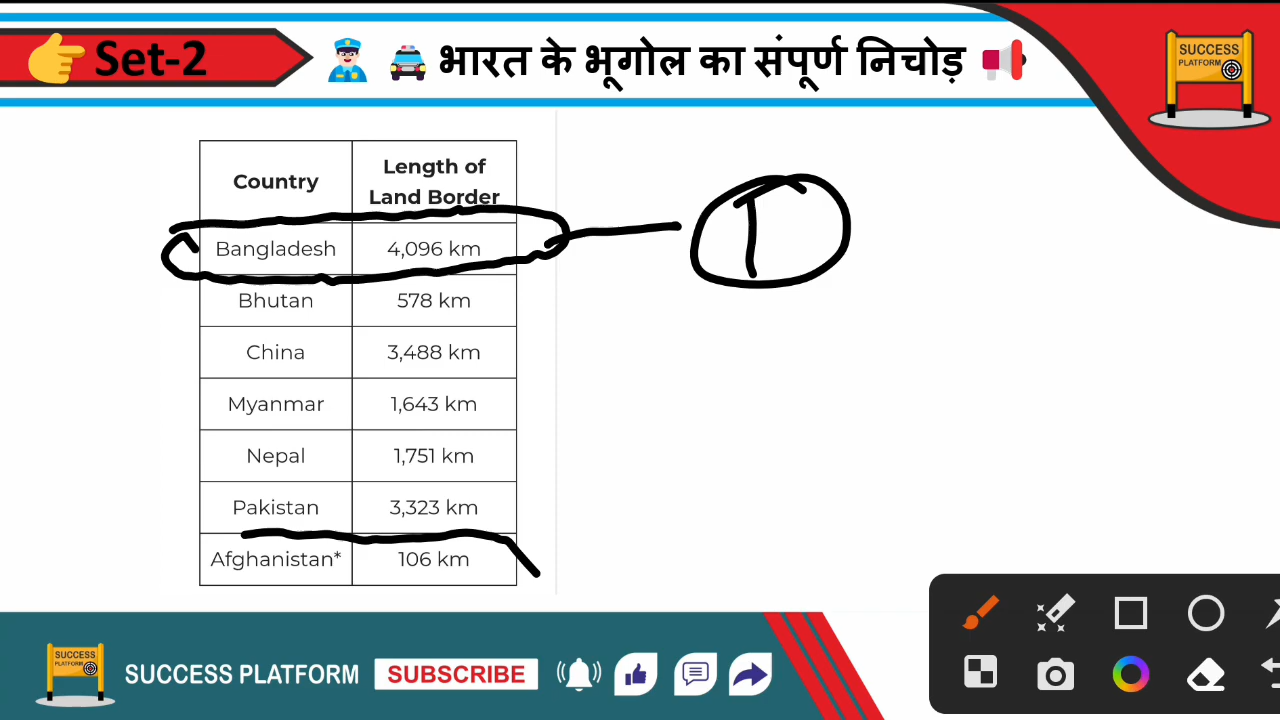 Set-2
भारत के भूगोल का संपूर्ण निचोड़
SUCCESS
PLATFORM
Country Length of Land Border
Bangladesh 4,096 km
I
Bhutan 578 km
China 3,488 km
Myanmar 1,643 km
Nepal 1,751 km
Pakistan 3,323 km
Afghanistan* 106 km
SUCCESS
PLATFORM
SUCCESS PLATFORM SUBSCRIBE